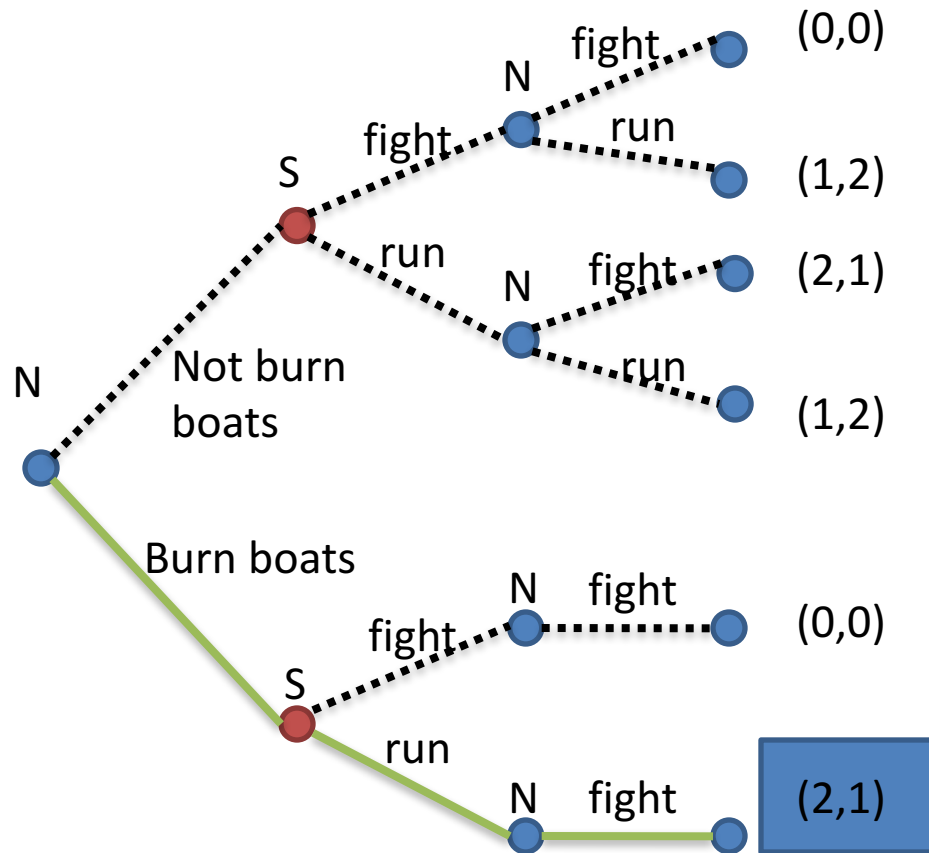 (0,0)
fight
N
run
fight
(1,2)
S
run
N
fight
(2,1)
run
(1,2)
N
Not burn
boats
Burn boats
N
fight
(0,0)
fight
S
run
N
fight
(2,1)